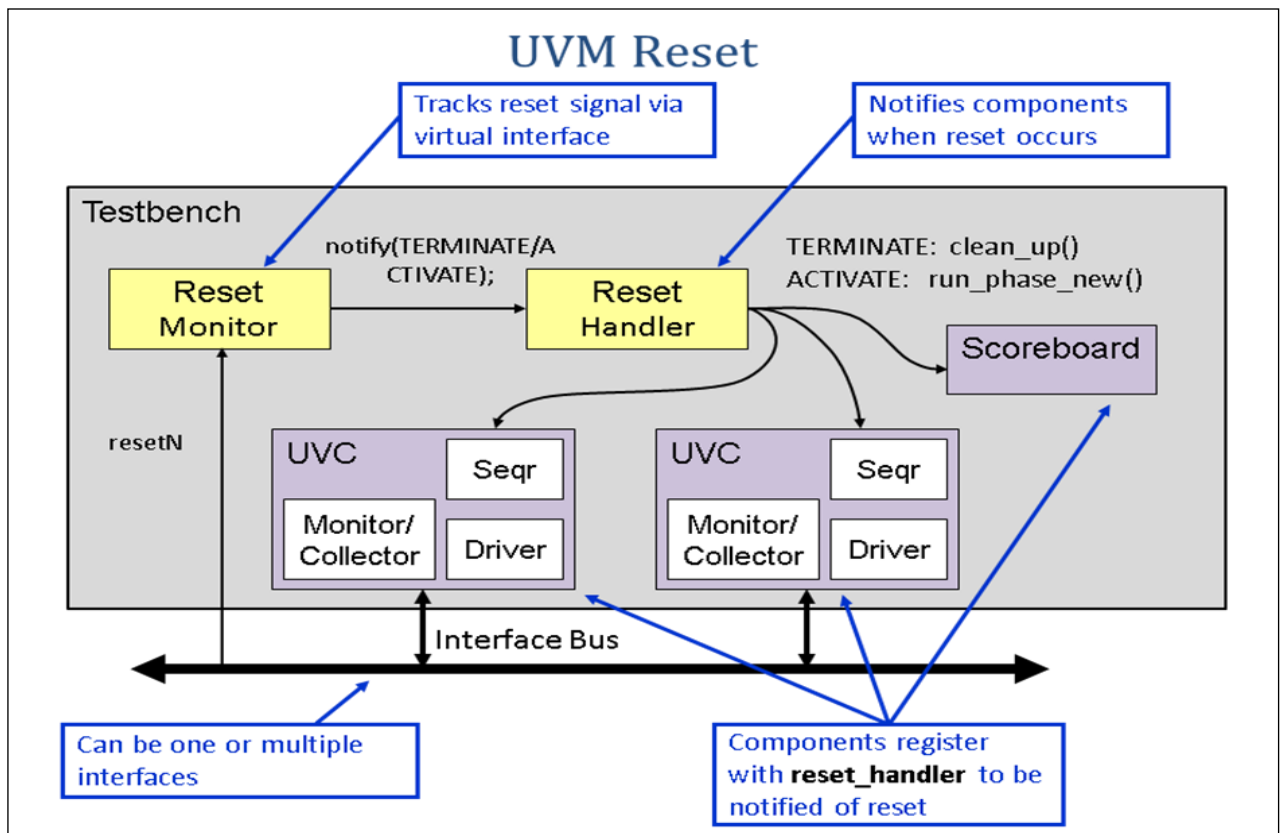 UVM Reset
Tracks reset signal via
virtual interface
Notifies components
when reset occurs
Testbench
notify(TERMINATE/A
CTIVATE);
TERMINATE: clean_up()
ACTIVATE: run_phase_new()
Reset
Monitor
Reset
Handler
Scoreboard
resetN
UVC
Seqr
Monitor/
Collector
Driver
UVC
Seqr
Monitor/
Collector
Driver
Interface Bus
Can be one or multiple
interfaces
Components register
with reset_handler to be
notified of reset